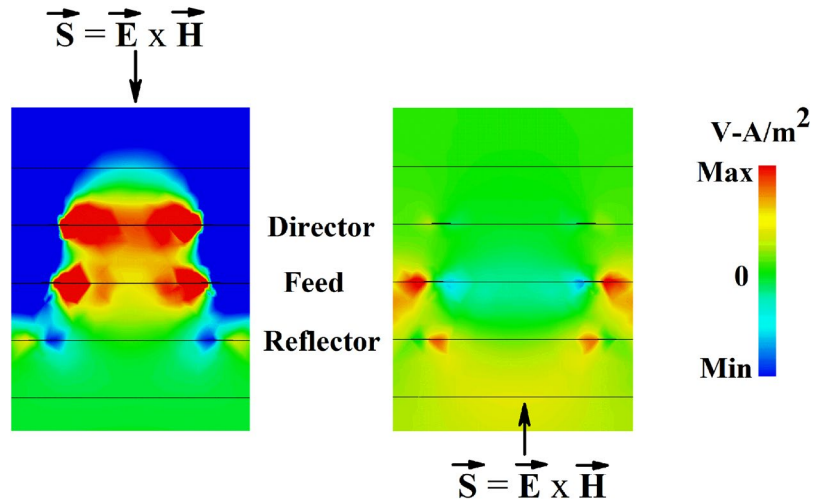 S = E x H
V-A/m²
Max
Director
Feed
0
Reflector
Min
S = E x H